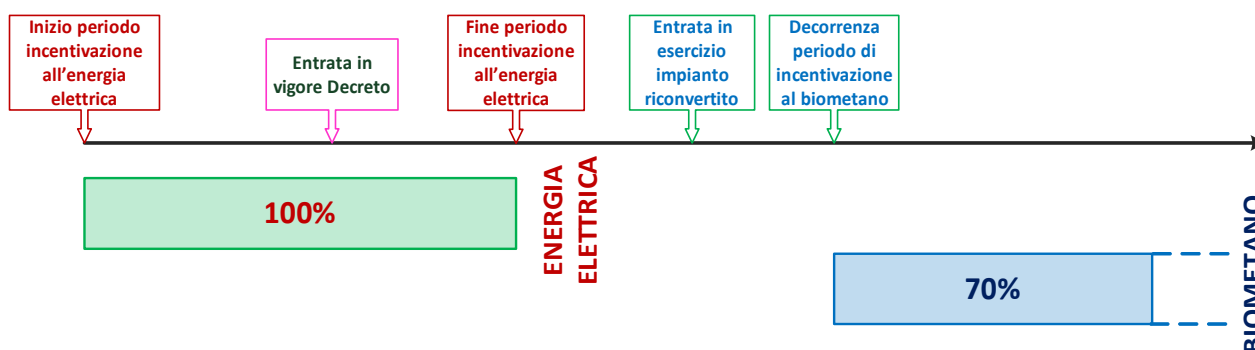 Inizio periodo
incentivazione
all’energia
elettrica
Entrata in
vigore Decreto
Fine periodo
incentivazione
all’energia
elettrica
Entrata in
esercizio
impianto
riconvertito
Decorrenza
periodo di
incentivazione
al biometano
100%
ENERGIA
ELETTRICA
70%
BIOMETANO